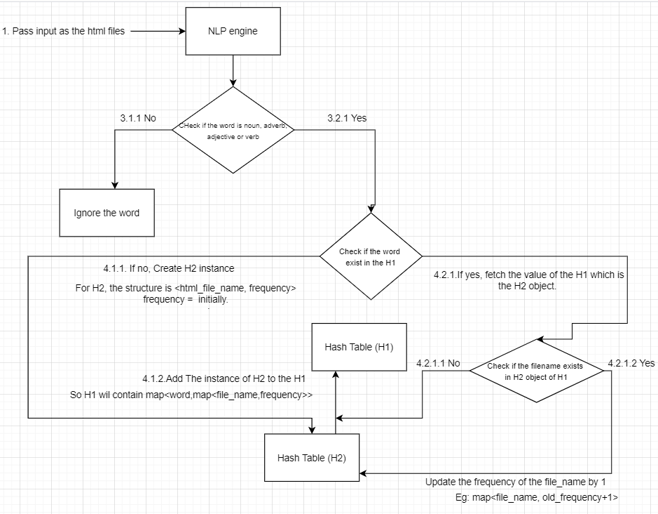 1. Pass input as the html files
NLP engine
3.1.1 No
Check if the word is noun, adverb,
adjective or verb
3.2.1 Yes
Ignore the word
Check if the word
exist in the H1
4.1.1. If no, Create H2 instance
For H2, the structure is <html_file_name, frequency>
frequency = initially.
4.2.1.If yes, fetch the value of the H1 which is
the H2 object.
Hash Table (H1)
4.1.2.Add The instance of H2 to the H1
So H1 wil contain map<word,map<file_name,frequency>>
4.2.1.1 No
Check if the filename exists
in H2 object of H1
4.2.1.2 Yes
Hash Table (H2)
Update the frequency of the file_name by 1
Eg: map<file_name, old_frequency+1>